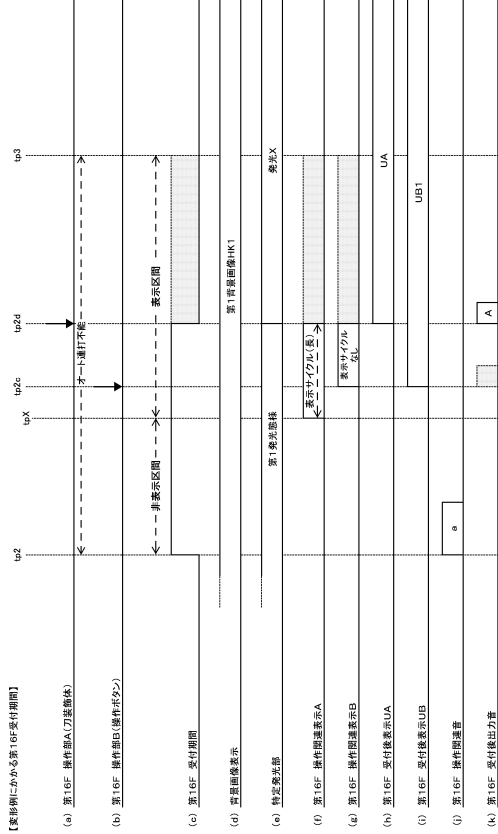 【変形例にかかる第16F受付期間】
tp2
tpX
tp2c
tp2d
tp3
(a) 第16F 操作部A(刀装飾体)
オート連打不能
(b) 第16F 操作部B(操作ボタン)
非表示区間
表示区間
(c) 第16F 受付期間
(d) 背景画像表示
第1背景画像HK1
(e) 特定発光部
第1発光態様
発光X
(f) 第16F 操作関連表示A
表示サイクル(長)
(g) 第16F 操作関連表示B
表示サイクル
なし
(h) 第16F 受付後表示UA
UA
(i) 第16F 受付後表示UB
UB1
(j) 第16F 操作関連音
a
(k) 第16F 受付後出力音
A